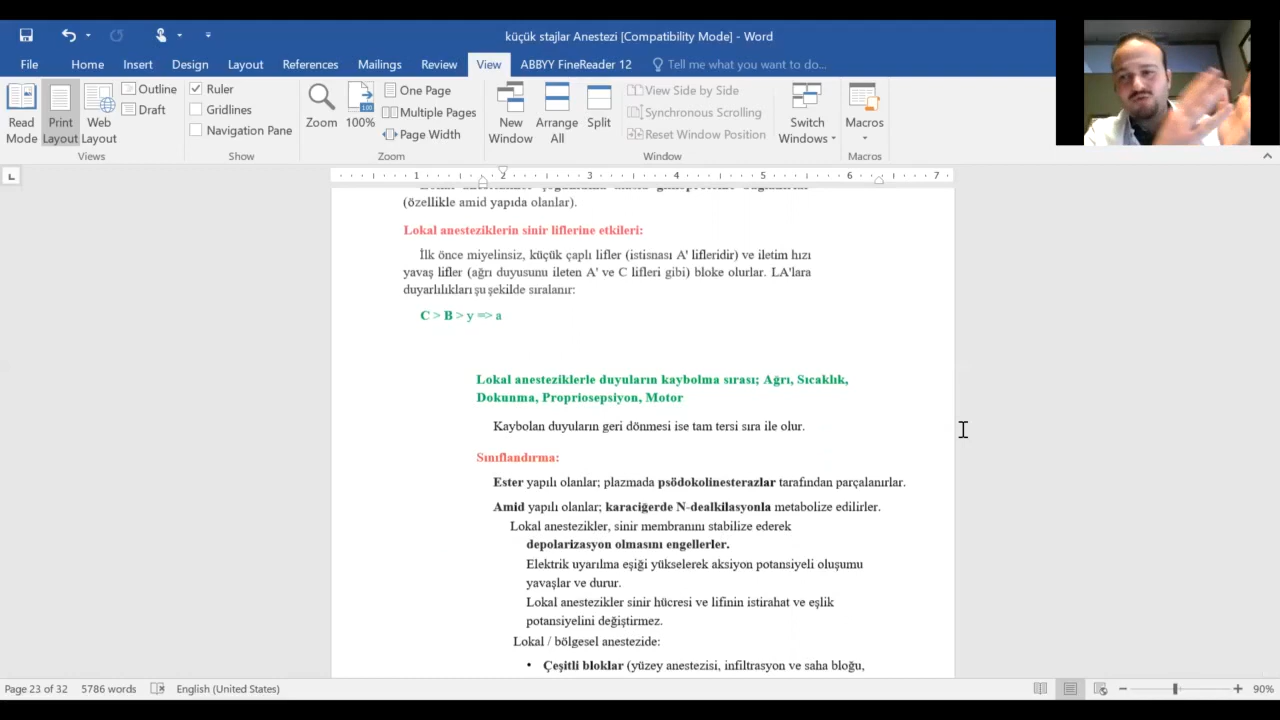 küçük stajlar Anestezi [Compatibility Mode] - Word
File Home Insert Design Layout References Mailings Review View ABBYY FineReader 12 Tell me what you want to do...
Read Mode
Print Layout
Web Layout
Outline
Draft
Views
Ruler
Gridlines
Navigation Pane
Show
Zoom
100%
One Page
Multiple Pages
Page Width
Zoom
New Window
Arrange All
Split
View Side by Side
Synchronous Scrolling
Reset Window Position
Window
Switch Windows
Macros
Macros
1 1 2 3 4 5 6 7
(özellikle amid yapıda olanlar).
Lokal anesteziklerin sinir liflerine etkileri:
İlk önce miyelinsiz, küçük çaplı lifler (istisnası A' lifleridir) ve iletim hızı
yavaş lifler (ağrı duyusunu ileten A' ve C lifleri gibi) bloke olurlar. LA'lara
duyarlılıkları şu şekilde sıralanır:
C > B > y => a
Lokal anesteziklerle duyuların kaybolma sırası; Ağrı, Sıcaklık,
Dokunma, Propriosepsiyon, Motor
Kaybolan duyuların geri dönmesi ise tam tersi sıra ile olur.
Sınıflandırma:
Ester yapılı olanlar; plazmada psödokolinesterazlar tarafından parçalanırlar.
Amid yapılı olanlar; karaciğerde N-dealkilasyonla metabolize edilirler.
Lokal anestezikler, sinir membranını stabilize ederek
depolarizasyon olmasını engellerler.
Elektrik uyarılma eşiği yükselerek aksiyon potansiyeli oluşumu
yavaşlar ve durur.
Lokal anestezikler sinir hücresi ve lifinin istirahat ve eşlik
potansiyelini değiştirmez.
Lokal / bölgesel anestezide:
• Çeşitli bloklar (yüzey anestezisi, infiltrasyon ve saha bloğu,
Page 23 of 32 5786 words English (United States) 90%